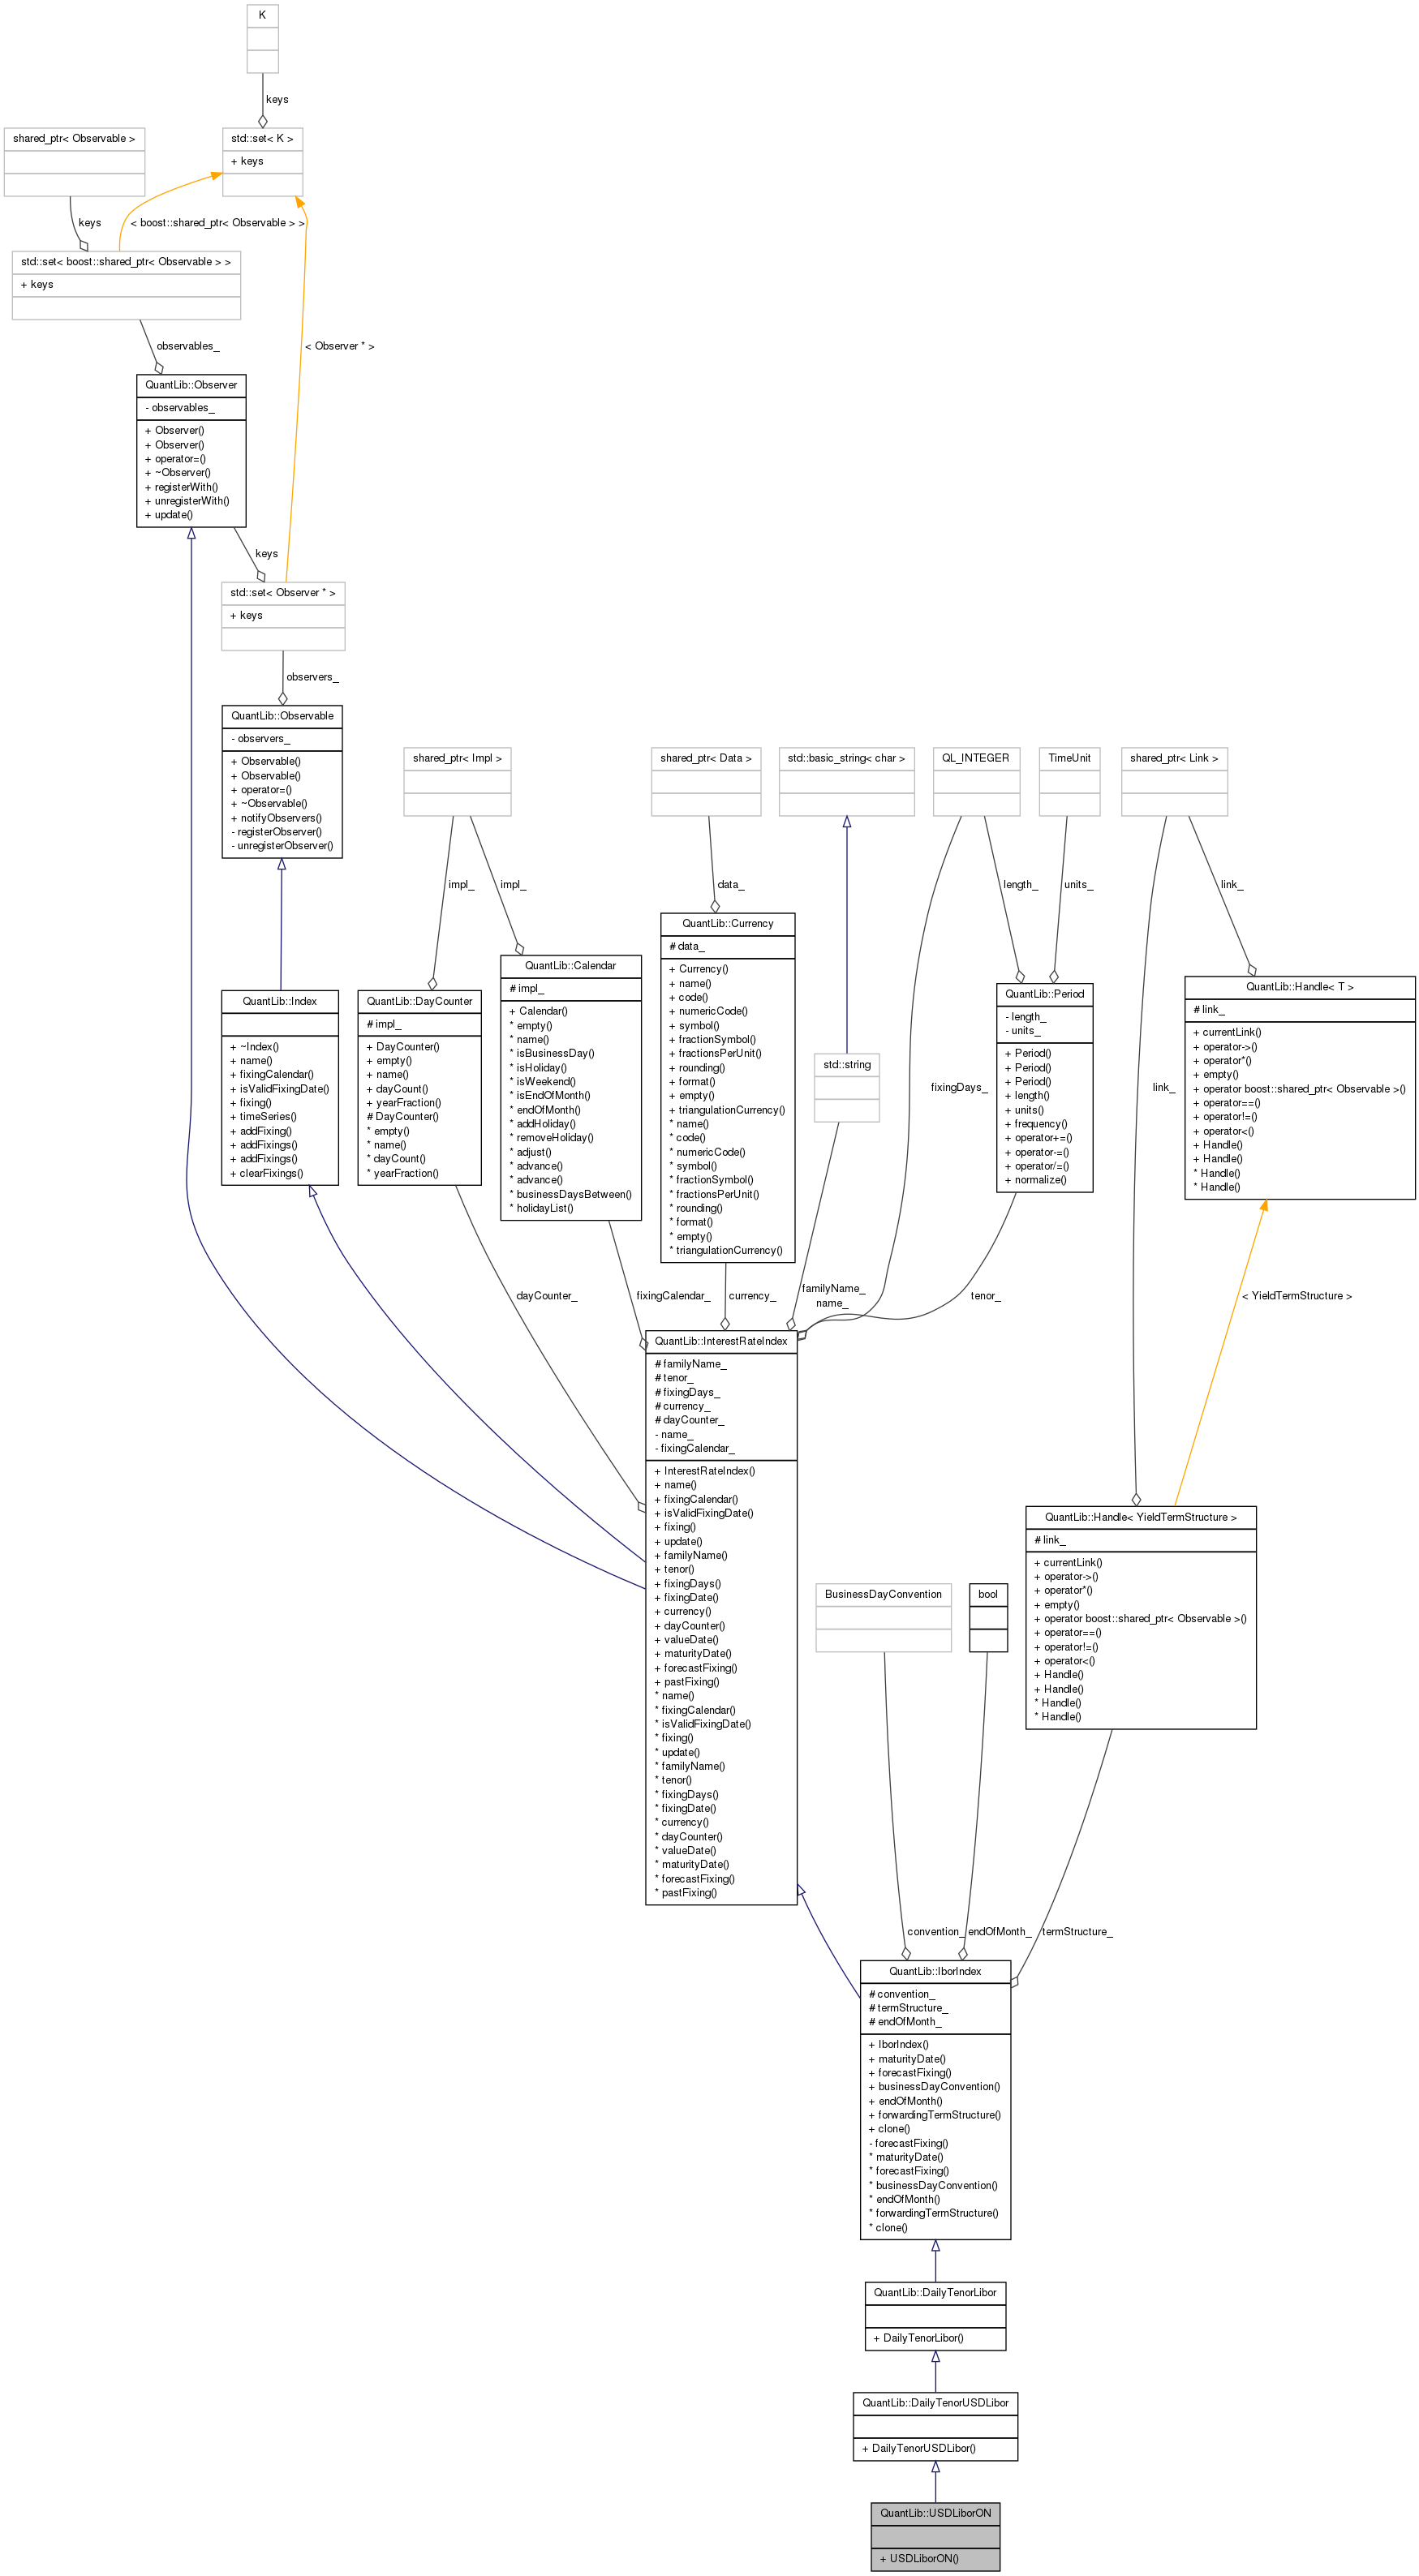 K
keys
shared_ptr< Observable >
std::set< K >
+ keys
keys
< boost::shared_ptr< Observable > >
std::set< boost::shared_ptr< Observable > >
+ keys
observables_
< Observer * >
QuantLib::Observer
- observables_
+ Observer()
+ Observer()
+ operator=()
+ ~Observer()
+ registerWith()
+ unregisterWith()
+ update()
keys
std::set< Observer * >
+ keys
observers_
QuantLib::Observable
- observers_
+ Observable()
+ Observable()
+ operator=()
+ ~Observable()
+ notifyObservers()
- registerObserver()
- unregisterObserver()
shared_ptr< Impl >
shared_ptr< Data >
std::basic_string< char >
QL_INTEGER
TimeUnit
shared_ptr< Link >
impl_
impl_
data_
length_
units_
link_
QuantLib::Index
+ ~Index()
+ name()
+ fixingCalendar()
+ isValidFixingDate()
+ fixing()
+ timeSeries()
+ addFixing()
+ addFixings()
+ addFixings()
+ clearFixings()
QuantLib::DayCounter
# impl_
+ DayCounter()
+ empty()
+ name()
+ dayCount()
+ yearFraction()
# DayCounter()
* empty()
* name()
* dayCount()
* yearFraction()
QuantLib::Calendar
# impl_
+ Calendar()
* empty()
* name()
* isBusinessDay()
* isHoliday()
* isWeekend()
* isEndOfMonth()
* endOfMonth()
* addHoliday()
* removeHoliday()
* adjust()
* advance()
* advance()
* businessDaysBetween()
* holidayList()
QuantLib::Currency
# data_
+ Currency()
+ name()
+ code()
+ numericCode()
+ symbol()
+ fractionSymbol()
+ fractionsPerUnit()
+ rounding()
+ format()
+ empty()
+ triangulationCurrency()
* name()
* code()
* numericCode()
* symbol()
* fractionSymbol()
* fractionsPerUnit()
* rounding()
* format()
* empty()
* triangulationCurrency()
std::string
fixingDays_
QuantLib::Period
- length_
- units_
+ Period()
+ Period()
+ Period()
+ length()
+ units()
+ frequency()
+ operator+=()
+ operator-=()
+ operator/=()
+ normalize()
link_
QuantLib::Handle< T >
# link_
+ currentLink()
+ operator->()
+ operator*()
+ empty()
+ operator boost::shared_ptr< Observable >()
+ operator==()
+ operator!=()
+ operator<()
+ Handle()
+ Handle()
* Handle()
* Handle()
dayCounter_
fixingCalendar_
currency_
familyName_
name_
tenor_
< YieldTermStructure >
QuantLib::InterestRateIndex
# familyName_
# tenor_
# fixingDays_
# currency_
# dayCounter_
- name_
- fixingCalendar_
+ InterestRateIndex()
+ name()
+ fixingCalendar()
+ isValidFixingDate()
+ fixing()
+ update()
+ familyName()
+ tenor()
+ fixingDays()
+ fixingDate()
+ currency()
+ dayCounter()
+ valueDate()
+ maturityDate()
+ forecastFixing()
+ pastFixing()
* name()
* fixingCalendar()
* isValidFixingDate()
* fixing()
* update()
* familyName()
* tenor()
* fixingDays()
* fixingDate()
* currency()
* dayCounter()
* valueDate()
* maturityDate()
* forecastFixing()
* pastFixing()
BusinessDayConvention
bool
QuantLib::Handle< YieldTermStructure >
# link_
+ currentLink()
+ operator->()
+ operator*()
+ empty()
+ operator boost::shared_ptr< Observable >()
+ operator==()
+ operator!=()
+ operator<()
+ Handle()
+ Handle()
* Handle()
* Handle()
convention_
endOfMonth_
termStructure_
QuantLib::IborIndex
# convention_
# termStructure_
# endOfMonth_
+ IborIndex()
+ maturityDate()
+ forecastFixing()
+ businessDayConvention()
+ endOfMonth()
+ forwardingTermStructure()
+ clone()
- forecastFixing()
* maturityDate()
* forecastFixing()
* businessDayConvention()
* endOfMonth()
* forwardingTermStructure()
* clone()
QuantLib::DailyTenorLibor
+ DailyTenorLibor()
QuantLib::DailyTenorUSDLibor
+ DailyTenorUSDLibor()
QuantLib::USDLiborON
+ USDLiborON()